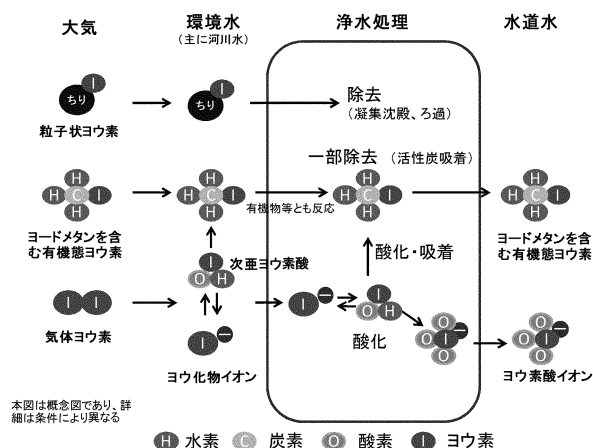 大気
環境水
(主に河川水)
浄水処理
水道水
I
ちり
粒子状ヨウ素
I
ちり
除去
(凝集沈殿、ろ過)
一部除去 (活性炭吸着)
H
H C I
H
H
H C I
H
有機物等とも反応
H
H C I
H
H
H C I
H
ヨードメタンを含
む有機態ヨウ素
ヨードメタンを含
む有機態ヨウ素
I
O H
次亜ヨウ素酸
酸化・吸着
I I
気体ヨウ素
I −
ヨウ化物イオン
I −
I
O H
酸化
O
O I −
O
O
O I −
O
ヨウ素酸イオン
本図は概念図であり、詳
細は条件により異なる
H 水素 C 炭素 O 酸素 I ヨウ素